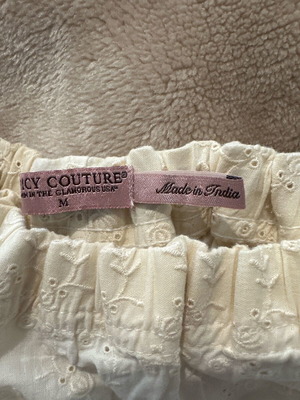 ICY COUTURE®
N IN THE GLAMOROUS USA®
M
Made in India